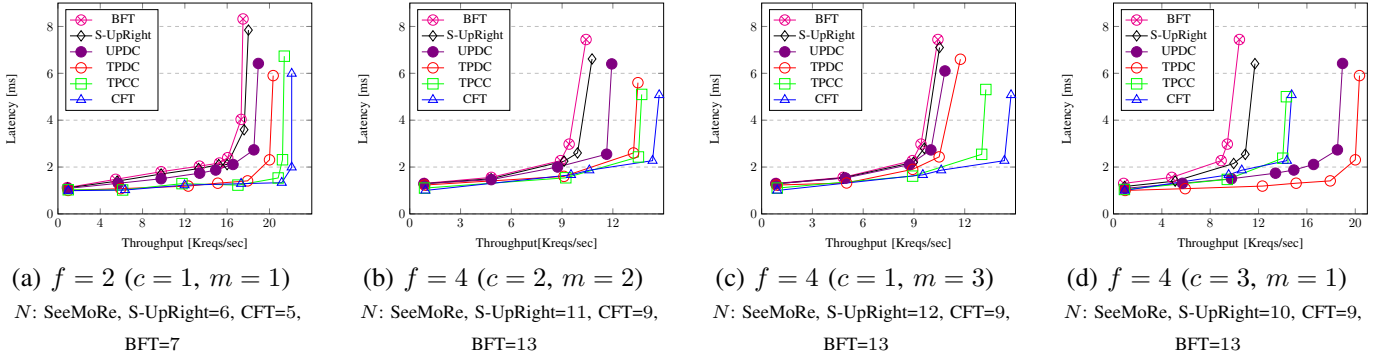 8
6
4
2
0
Latency [ms]
BFT
S-UpRight
UPDC
TPDC
TPCC
CFT
0 4 8 12 16 20
Throughput [Kreqs/sec]
(a) f = 2 (c = 1, m = 1)
N: SeeMoRe, S-UpRight=6, CFT=5,
BFT=7
8
6
4
2
0
Latency [ms]
BFT
S-UpRight
UPDC
TPDC
TPCC
CFT
0 3 6 9 12
Throughput[Kreqs/sec]
(b) f = 4 (c = 2, m = 2)
N: SeeMoRe, S-UpRight=11, CFT=9,
BFT=13
8
6
4
2
0
Latency [ms]
BFT
S-UpRight
UPDC
TPDC
TPCC
CFT
0 3 6 9 12
Throughput [Kreqs/sec]
(c) f = 4 (c = 1, m = 3)
N: SeeMoRe, S-UpRight=12, CFT=9,
BFT=13
8
6
4
2
0
Latency [ms]
BFT
S-UpRight
UPDC
TPDC
TPCC
CFT
0 4 8 12 16 20
Throughput [Kreqs/sec]
(d) f = 4 (c = 3, m = 1)
N: SeeMoRe, S-UpRight=10, CFT=9,
BFT=13